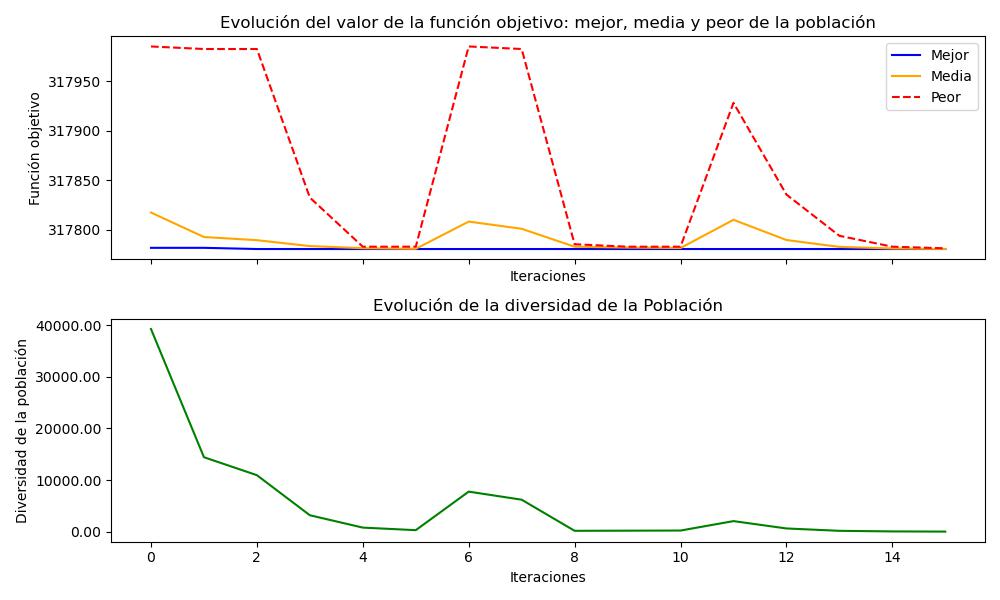 Evolución del valor de la función objetivo: mejor, media y peor de la población
Función objetivo
317950
317900
317850
317800
Mejor
Media
Peor
Iteraciones
Evolución de la diversidad de la Población
Diversidad de la población
40000.00
30000.00
20000.00
10000.00
0.00
0 2 4 6 8 10 12 14
Iteraciones